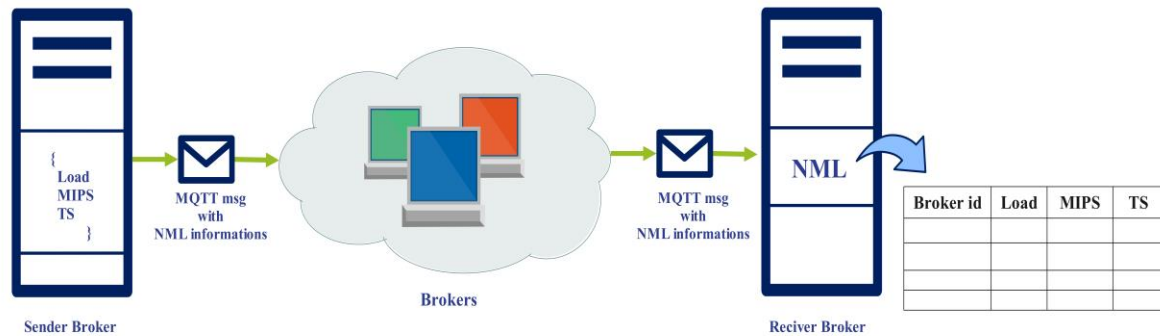 {
Load
MIPS
TS
}
Sender Broker
MQTT msg
with
NML informations
Brokers
MQTT msg
with
NML informations
NML
Reciver Broker
Broker id Load MIPS TS